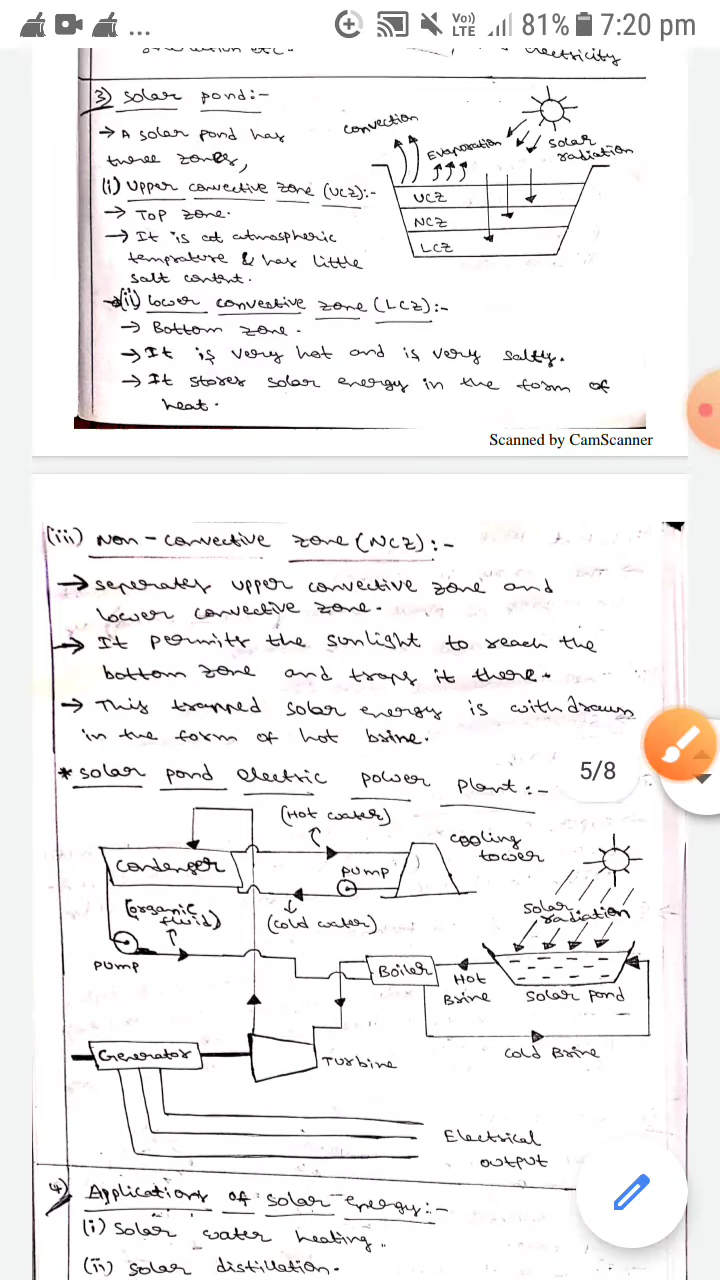 Vo))
LTE
81%
7:20 pm
3) Solar pond:-
→ A solar pond has
three zones,
(i) Upper convective zone (UCZ):-
→ Top zone.
→ It is at atmospheric
temprature & has little
salt content.
convection
Evaporation
solar
radiation
UCZ
NCZ
LCZ
→(ii) Lower convective zone (LCZ):-
→ Bottom zone.
→ It is very hot and is very salty.
→ It stores solar energy in the form of
heat.
Scanned by CamScanner
(iii) Non-convective zone (NCZ):-
→ seperates upper convective zone and
lower convective zone.
→ It permits the sunlight to reach the
bottom zone and traps it there.
→ This trapped solar energy is withdrawn
in the form of hot brine.
* Solar pond electric power plant:-
5/8
(Hot water)
cooling
tower
Condenser
pump
(organic
fluid)
(cold water)
solar
radiation
pump
Boiler
Hot
Brine
solar pond
Generator
Turbine
cold Brine
Electrical
output
4) Applications of solar energy:-
(i) solar water heating.
(ii) solar distillation.